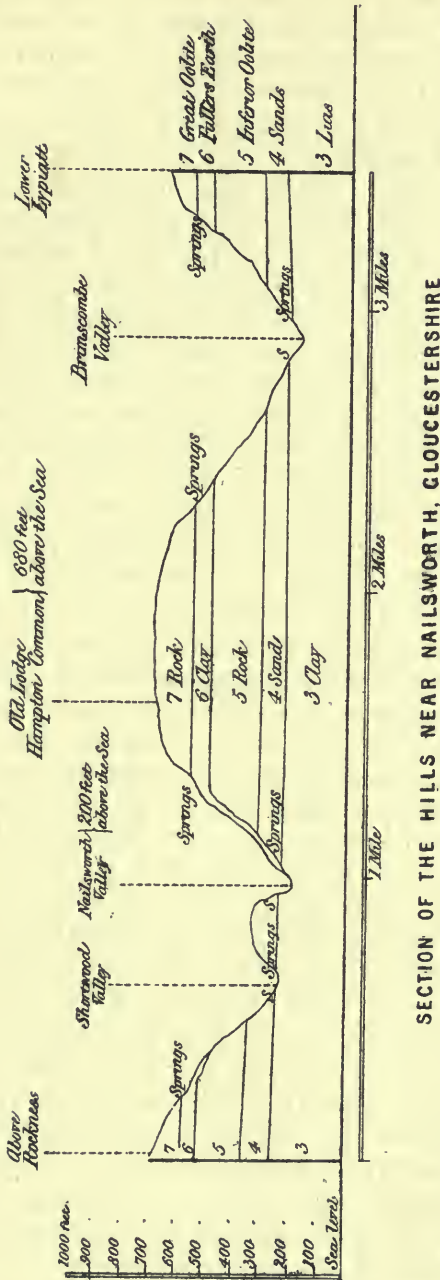 Above
Rockness
Shortwood
Valley
Nailsworth
Valley
200 feet
above the Sea
Old Lodge
Hampton Common
680 feet
above the Sea
Branscombe
Valley
Lower
Lypiatt
1000 Feet
900
800
700
600
500
400
300
200
100
Sea Level
7
6
5
4
3
Springs
S
Springs
S
Springs
Springs
7 Rock
6 Clay
5 Rock
4 Sand
3 Clay
Springs
S
Springs
Springs
7 Great Oolite
6 Fullers Earth
5 Inferior Oolite
4 Sands
3 Lias
1 Mile
2 Miles
3 Miles
SECTION OF THE HILLS NEAR NAILSWORTH, GLOUCESTERSHIRE